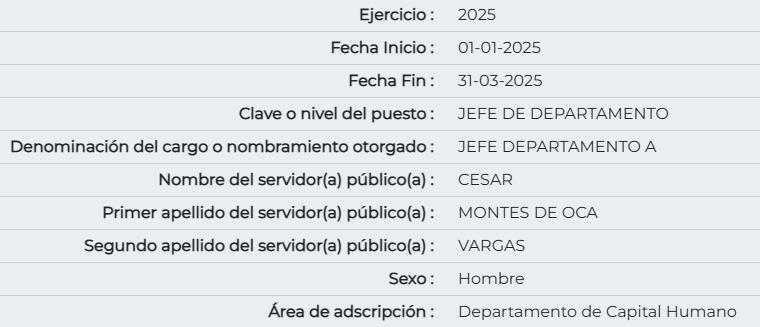 Ejercicio : 2025
Fecha Inicio : 01-01-2025
Fecha Fin : 31-03-2025
Clave o nivel del puesto : JEFE DE DEPARTAMENTO
Denominación del cargo o nombramiento otorgado : JEFE DEPARTAMENTO A
Nombre del servidor(a) público(a) : CESAR
Primer apellido del servidor(a) público(a) : MONTES DE OCA
Segundo apellido del servidor(a) público(a) : VARGAS
Sexo : Hombre
Área de adscripción : Departamento de Capital Humano